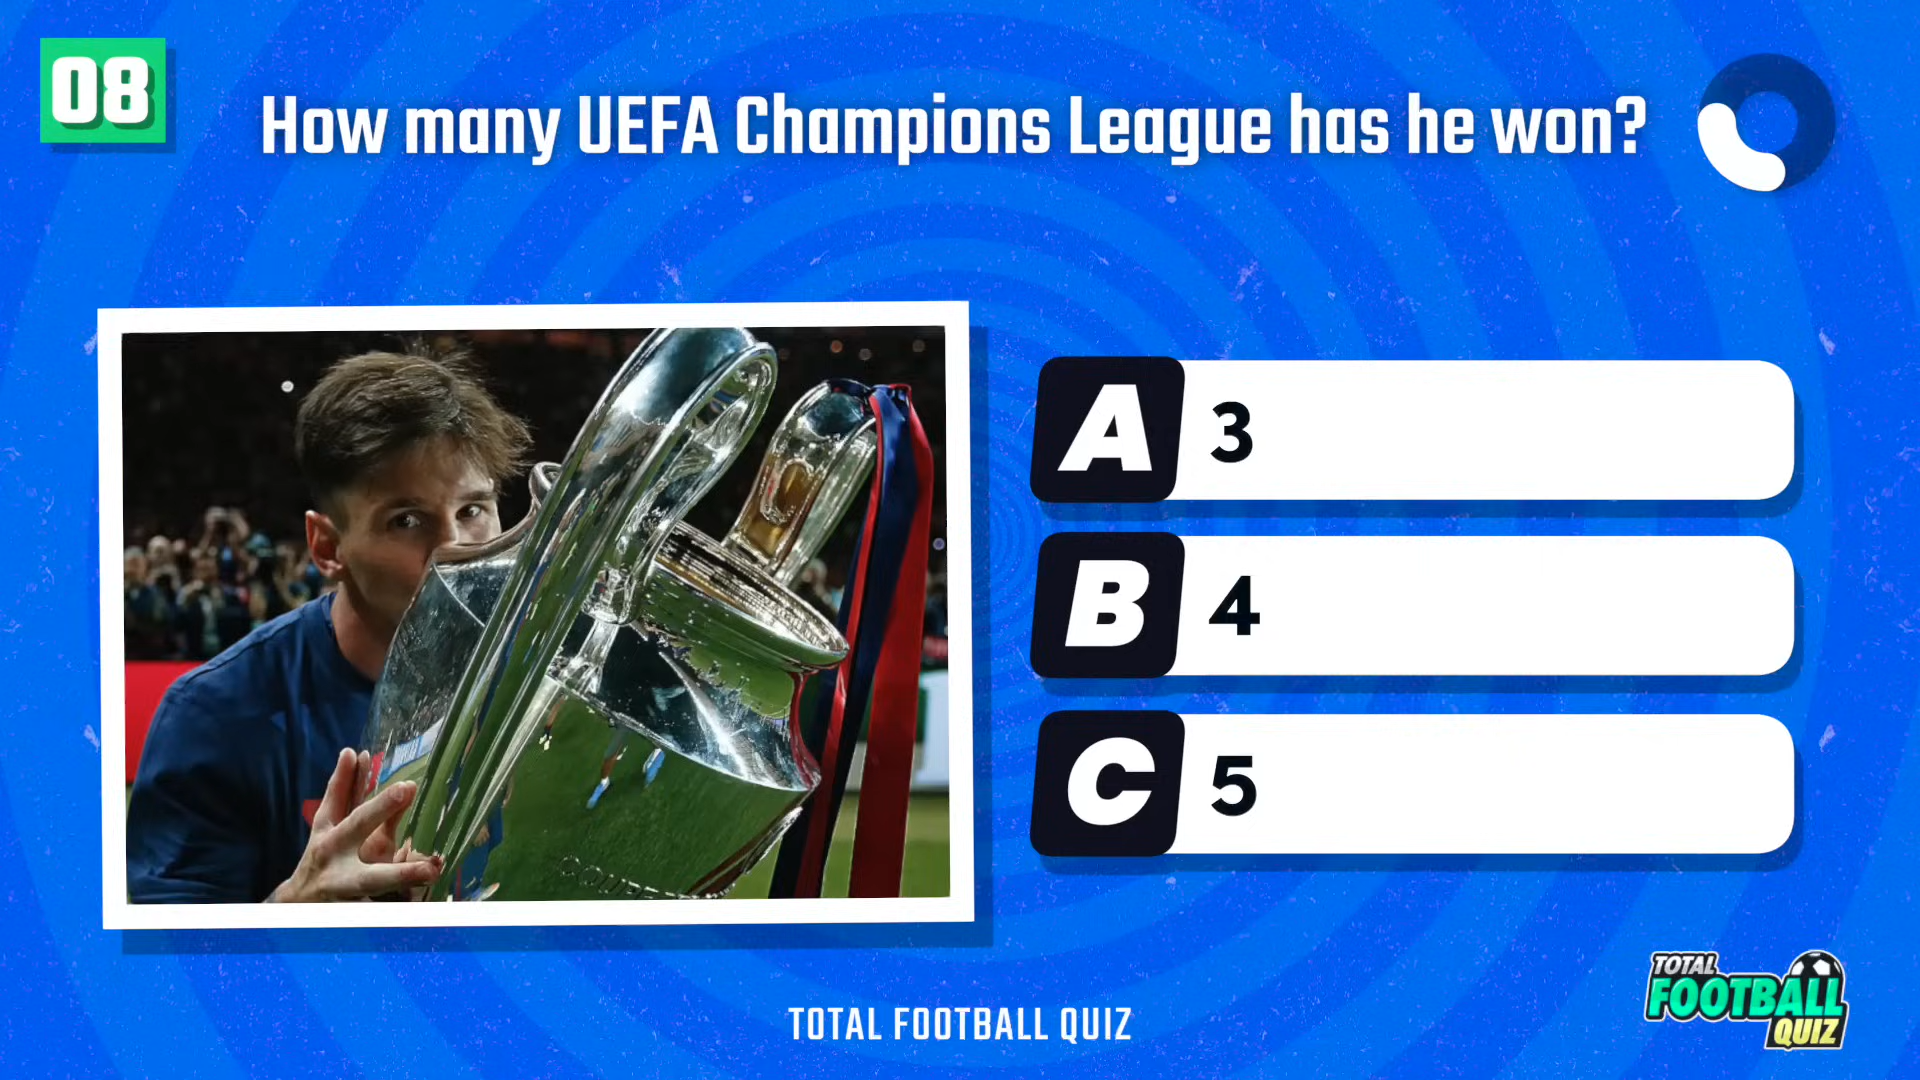 08
How many UEFA Champions League has he won?
A 3
B 4
C 5
TOTAL FOOTBALL QUIZ
TOTAL
FOOTBALL
QUIZ